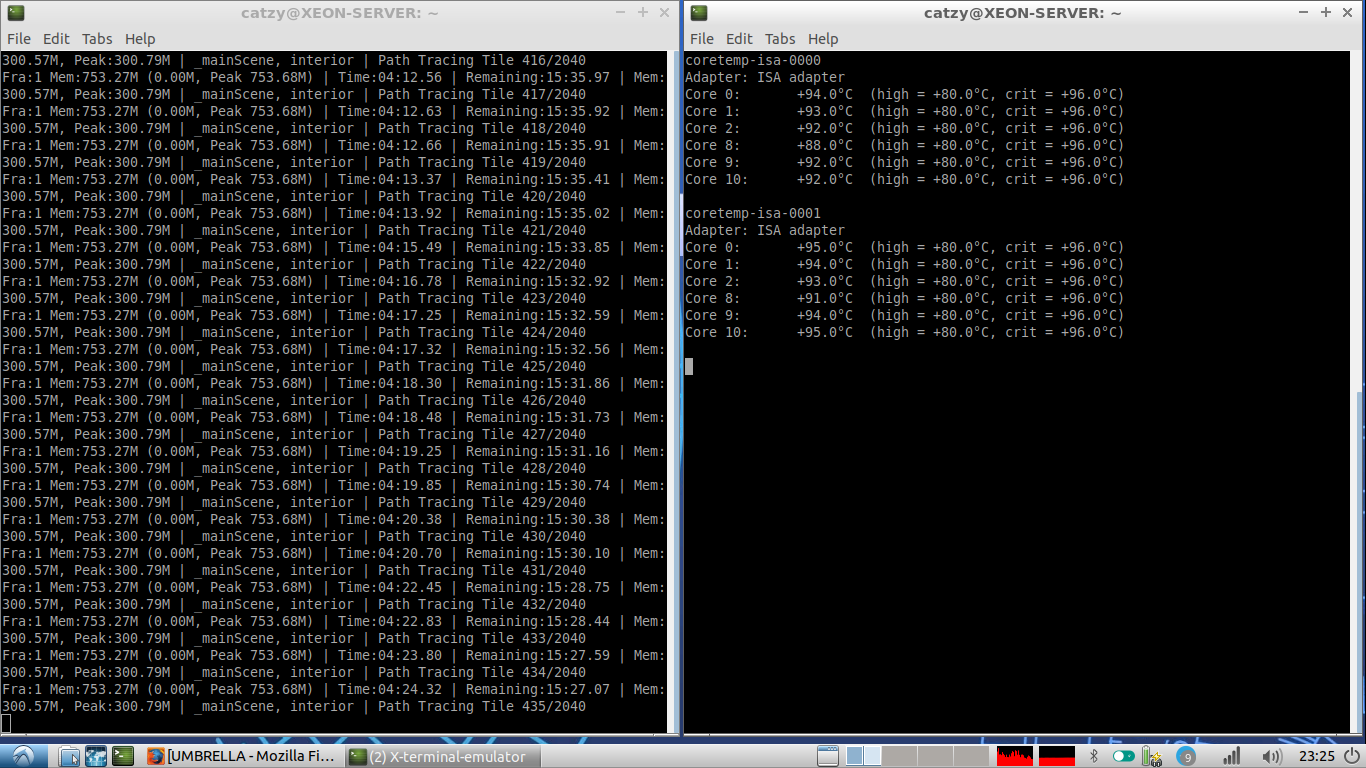 catzy@XEON-SERVER: ~
File Edit Tabs Help
300.57M, Peak:300.79M | _mainScene, interior | Path Tracing Tile 416/2040
Fra:1 Mem:753.27M (0.00M, Peak 753.68M) | Time:04:12.56 | Remaining:15:35.97 | Mem:
300.57M, Peak:300.79M | _mainScene, interior | Path Tracing Tile 417/2040
Fra:1 Mem:753.27M (0.00M, Peak 753.68M) | Time:04:12.63 | Remaining:15:35.92 | Mem:
300.57M, Peak:300.79M | _mainScene, interior | Path Tracing Tile 418/2040
Fra:1 Mem:753.27M (0.00M, Peak 753.68M) | Time:04:12.66 | Remaining:15:35.91 | Mem:
300.57M, Peak:300.79M | _mainScene, interior | Path Tracing Tile 419/2040
Fra:1 Mem:753.27M (0.00M, Peak 753.68M) | Time:04:13.37 | Remaining:15:35.41 | Mem:
300.57M, Peak:300.79M | _mainScene, interior | Path Tracing Tile 420/2040
Fra:1 Mem:753.27M (0.00M, Peak 753.68M) | Time:04:13.92 | Remaining:15:35.02 | Mem:
300.57M, Peak:300.79M | _mainScene, interior | Path Tracing Tile 421/2040
Fra:1 Mem:753.27M (0.00M, Peak 753.68M) | Time:04:15.49 | Remaining:15:33.85 | Mem:
300.57M, Peak:300.79M | _mainScene, interior | Path Tracing Tile 422/2040
Fra:1 Mem:753.27M (0.00M, Peak 753.68M) | Time:04:16.78 | Remaining:15:32.92 | Mem:
300.57M, Peak:300.79M | _mainScene, interior | Path Tracing Tile 423/2040
Fra:1 Mem:753.27M (0.00M, Peak 753.68M) | Time:04:17.25 | Remaining:15:32.59 | Mem:
300.57M, Peak:300.79M | _mainScene, interior | Path Tracing Tile 424/2040
Fra:1 Mem:753.27M (0.00M, Peak 753.68M) | Time:04:17.32 | Remaining:15:32.56 | Mem:
300.57M, Peak:300.79M | _mainScene, interior | Path Tracing Tile 425/2040
Fra:1 Mem:753.27M (0.00M, Peak 753.68M) | Time:04:18.30 | Remaining:15:31.86 | Mem:
300.57M, Peak:300.79M | _mainScene, interior | Path Tracing Tile 426/2040
Fra:1 Mem:753.27M (0.00M, Peak 753.68M) | Time:04:18.48 | Remaining:15:31.73 | Mem:
300.57M, Peak:300.79M | _mainScene, interior | Path Tracing Tile 427/2040
Fra:1 Mem:753.27M (0.00M, Peak 753.68M) | Time:04:19.25 | Remaining:15:31.16 | Mem:
300.57M, Peak:300.79M | _mainScene, interior | Path Tracing Tile 428/2040
Fra:1 Mem:753.27M (0.00M, Peak 753.68M) | Time:04:19.85 | Remaining:15:30.74 | Mem:
300.57M, Peak:300.79M | _mainScene, interior | Path Tracing Tile 429/2040
Fra:1 Mem:753.27M (0.00M, Peak 753.68M) | Time:04:20.38 | Remaining:15:30.38 | Mem:
300.57M, Peak:300.79M | _mainScene, interior | Path Tracing Tile 430/2040
Fra:1 Mem:753.27M (0.00M, Peak 753.68M) | Time:04:20.70 | Remaining:15:30.10 | Mem:
300.57M, Peak:300.79M | _mainScene, interior | Path Tracing Tile 431/2040
Fra:1 Mem:753.27M (0.00M, Peak 753.68M) | Time:04:22.45 | Remaining:15:28.75 | Mem:
300.57M, Peak:300.79M | _mainScene, interior | Path Tracing Tile 432/2040
Fra:1 Mem:753.27M (0.00M, Peak 753.68M) | Time:04:22.83 | Remaining:15:28.44 | Mem:
300.57M, Peak:300.79M | _mainScene, interior | Path Tracing Tile 433/2040
Fra:1 Mem:753.27M (0.00M, Peak 753.68M) | Time:04:23.80 | Remaining:15:27.59 | Mem:
300.57M, Peak:300.79M | _mainScene, interior | Path Tracing Tile 434/2040
Fra:1 Mem:753.27M (0.00M, Peak 753.68M) | Time:04:24.32 | Remaining:15:27.07 | Mem:
300.57M, Peak:300.79M | _mainScene, interior | Path Tracing Tile 435/2040
catzy@XEON-SERVER: ~
File Edit Tabs Help
coretemp-isa-0000
Adapter: ISA adapter
Core 0: +94.0°C (high = +80.0°C, crit = +96.0°C)
Core 1: +93.0°C (high = +80.0°C, crit = +96.0°C)
Core 2: +92.0°C (high = +80.0°C, crit = +96.0°C)
Core 8: +88.0°C (high = +80.0°C, crit = +96.0°C)
Core 9: +92.0°C (high = +80.0°C, crit = +96.0°C)
Core 10: +92.0°C (high = +80.0°C, crit = +96.0°C)
coretemp-isa-0001
Adapter: ISA adapter
Core 0: +95.0°C (high = +80.0°C, crit = +96.0°C)
Core 1: +94.0°C (high = +80.0°C, crit = +96.0°C)
Core 2: +93.0°C (high = +80.0°C, crit = +96.0°C)
Core 8: +91.0°C (high = +80.0°C, crit = +96.0°C)
Core 9: +94.0°C (high = +80.0°C, crit = +96.0°C)
Core 10: +95.0°C (high = +80.0°C, crit = +96.0°C)
[UMBRELLA - Mozilla Fi...
(2) X-terminal-emulator
9
23:25